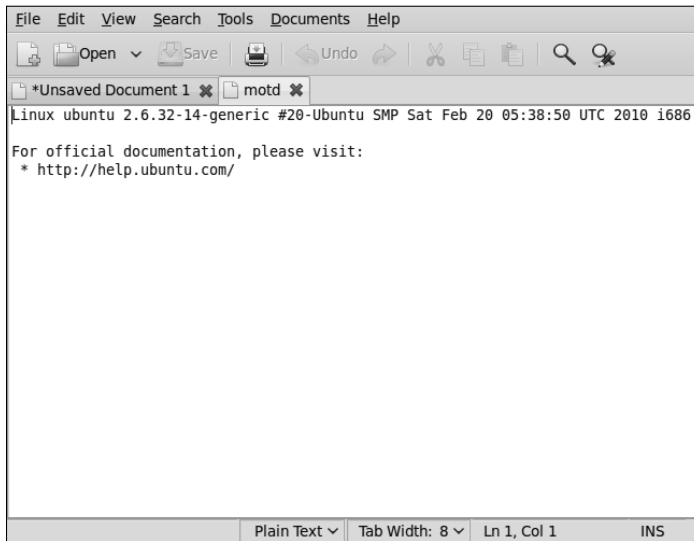 File Edit View Search Tools Documents Help
Open Save Undo
*Unsaved Document 1 motd
Linux ubuntu 2.6.32-14-generic #20-Ubuntu SMP Sat Feb 20 05:38:50 UTC 2010 i686
For official documentation, please visit:
* http://help.ubuntu.com/
Plain Text Tab Width: 8 Ln 1, Col 1 INS